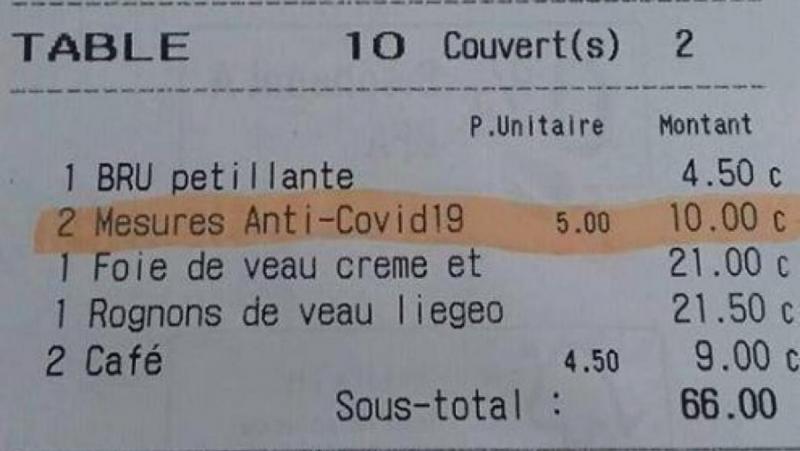 TABLE 10 Couvert(s) 2
P.Unitaire Montant
1 BRU petillante 4.50 c
2 Mesures Anti-Covid19 5.00 10.00 c
1 Foie de veau creme et 21.00 c
1 Rognons de veau liegeo 21.50 c
2 Café 4.50 9.00 c
Sous-total : 66.00